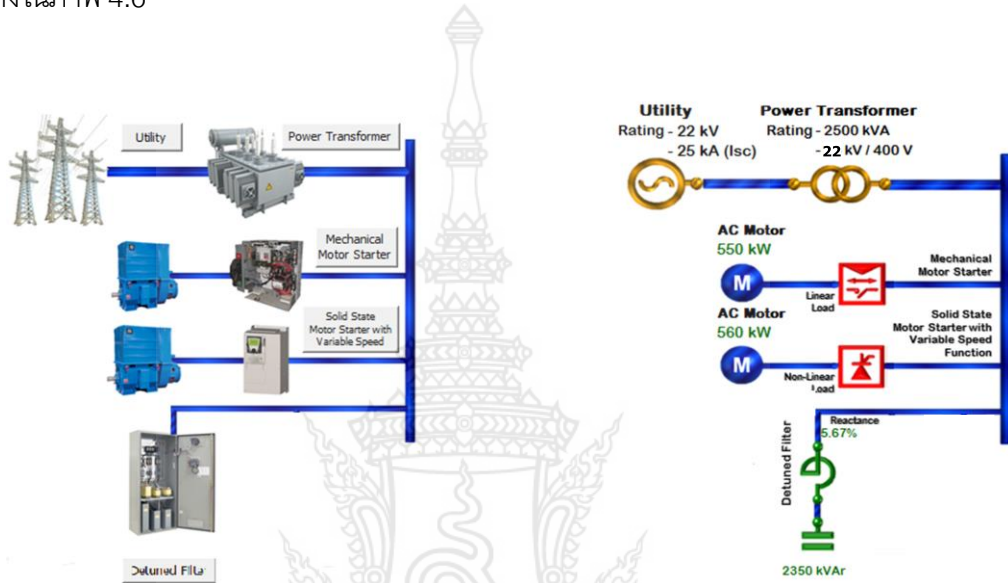 4.6
Utility
Power Transformer
Mechanical
Motor Starter
Solid State
Motor Starter with
Variable Speed
Detuned Filter
Utility
Rating - 22 kV
- 25 kA (Isc)
Power Transformer
Rating - 2500 kVA
- 22 kV / 400 V
AC Motor
550 kW
M
Linear
Load
Mechanical
Motor Starter
AC Motor
560 kW
M
Non-Linear
Load
Solid State
Motor Starter with
Variable Speed
Function
Detuned Filter
Reactance
5.67%
2350 kVAr